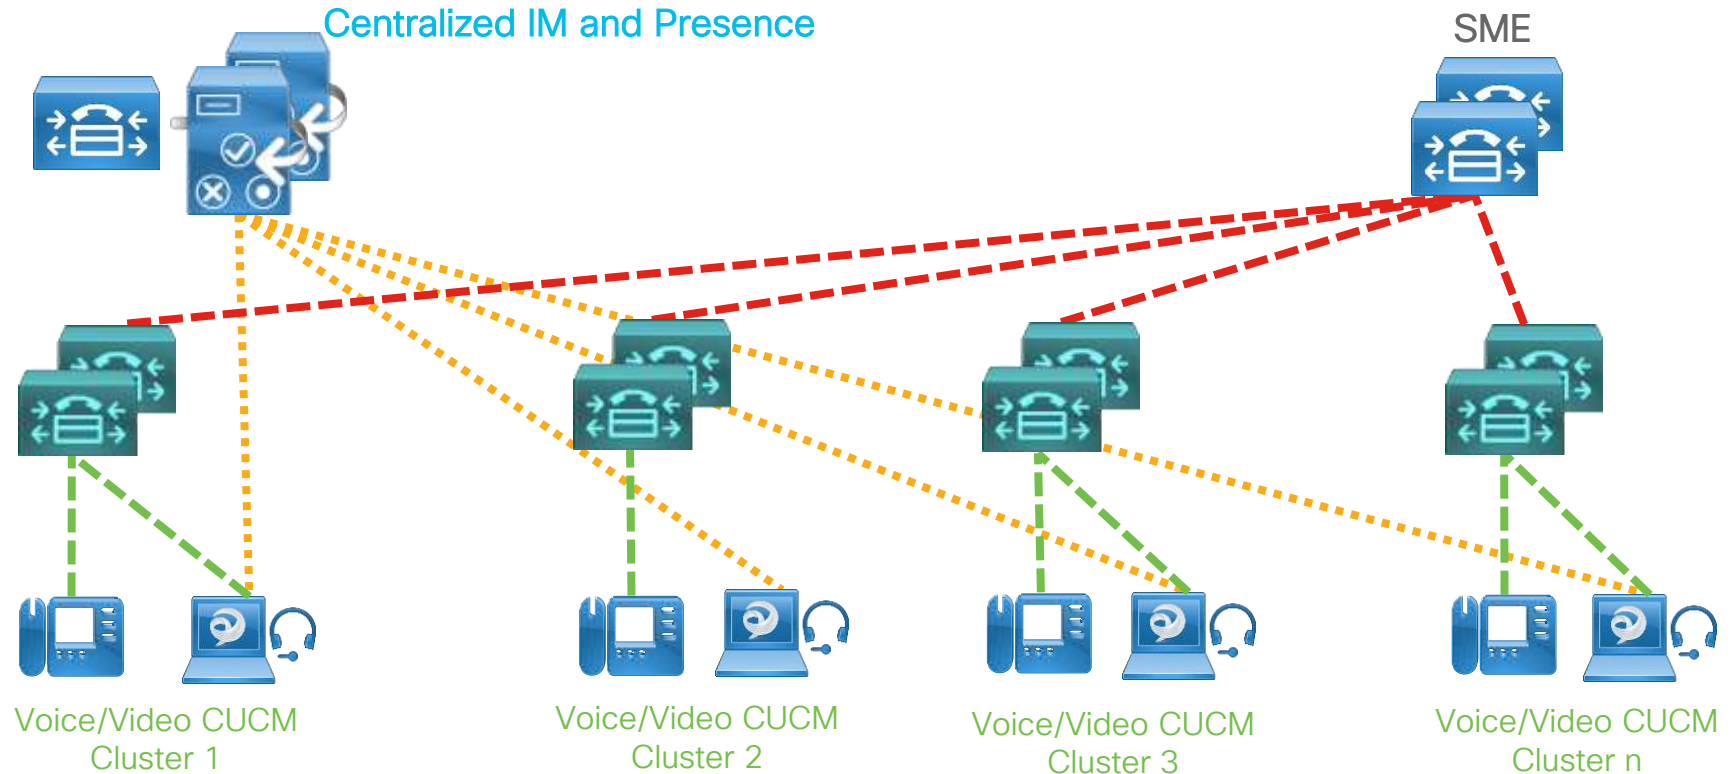 Centralized IM and Presence
SME
Voice/Video CUCM
Cluster 1
Voice/Video CUCM
Cluster 2
Voice/Video CUCM
Cluster 3
Voice/Video CUCM
Cluster n